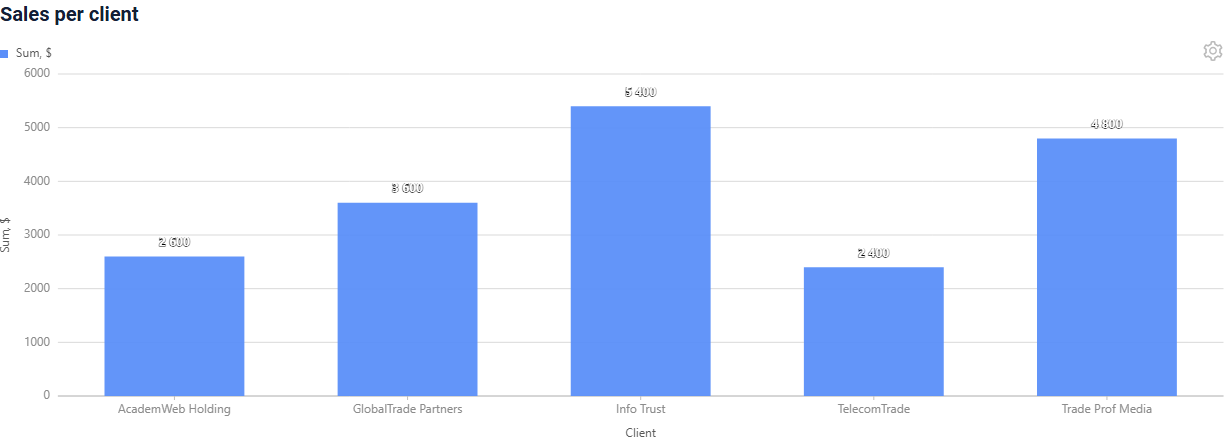 Sales per client
Sum, $
6000
5 400
5000
4 800
4000
3 600
3000
Sum, $
2 600
2 400
2000
1000
0
AcademWeb Holding
GlobalTrade Partners
Info Trust
TelecomTrade
Trade Prof Media
Client